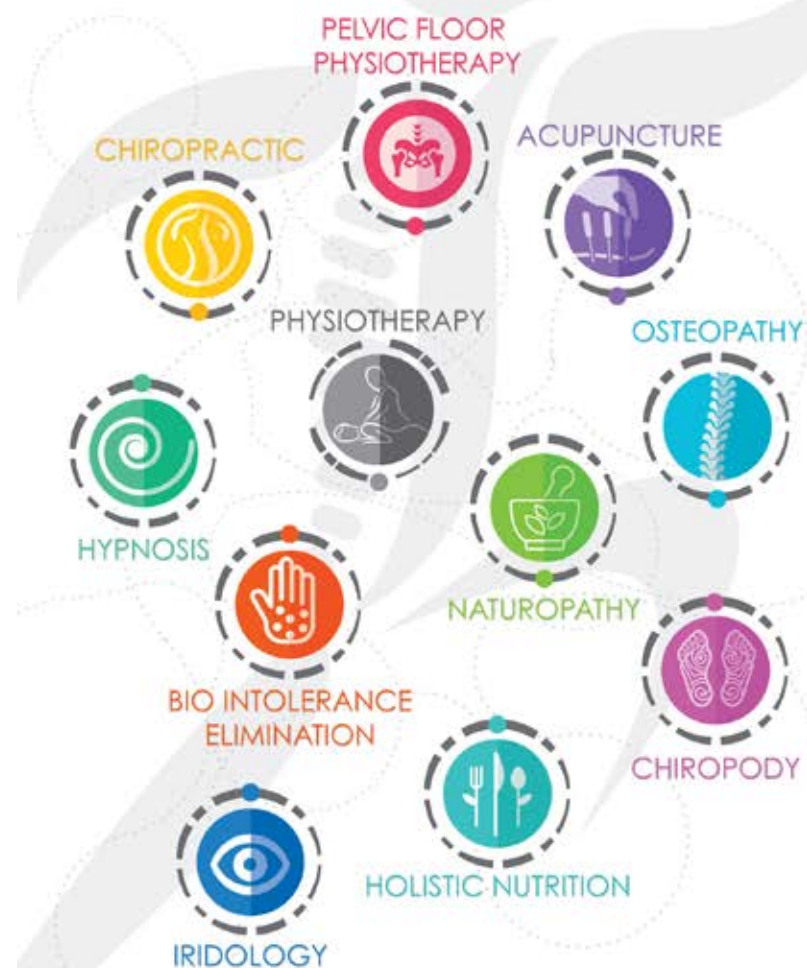 PELVIC FLOOR
PHYSIOTHERAPY
CHIROPRACTIC
ACUPUNCTURE
PHYSIOTHERAPY
OSTEOPATHY
HYPNOSIS
NATUROPATHY
BIO INTOLERANCE
ELIMINATION
CHIROPODY
HOLISTIC NUTRITION
IRIDOLOGY